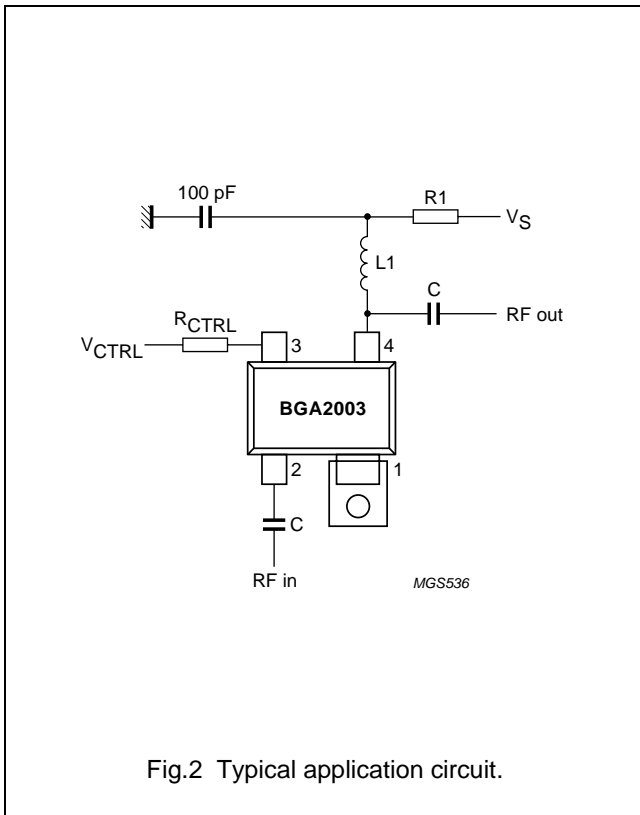 100 pF
R1
VS
L1
C
RF out
RCTRL
VCTRL
3
4
BGA2003
2
1
C
RF in
MGS536
Fig.2 Typical application circuit.